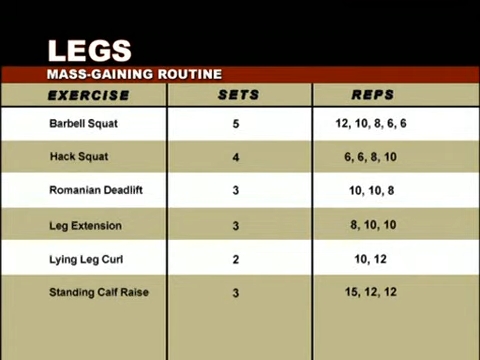 LEGS
MASS-GAINING ROUTINE
EXERCISE SETS REPS
Barbell Squat 5 12, 10, 8, 6, 6
Hack Squat 4 6, 6, 8, 10
Romanian Deadlift 3 10, 10, 8
Leg Extension 3 8, 10, 10
Lying Leg Curl 2 10, 12
Standing Calf Raise 3 15, 12, 12